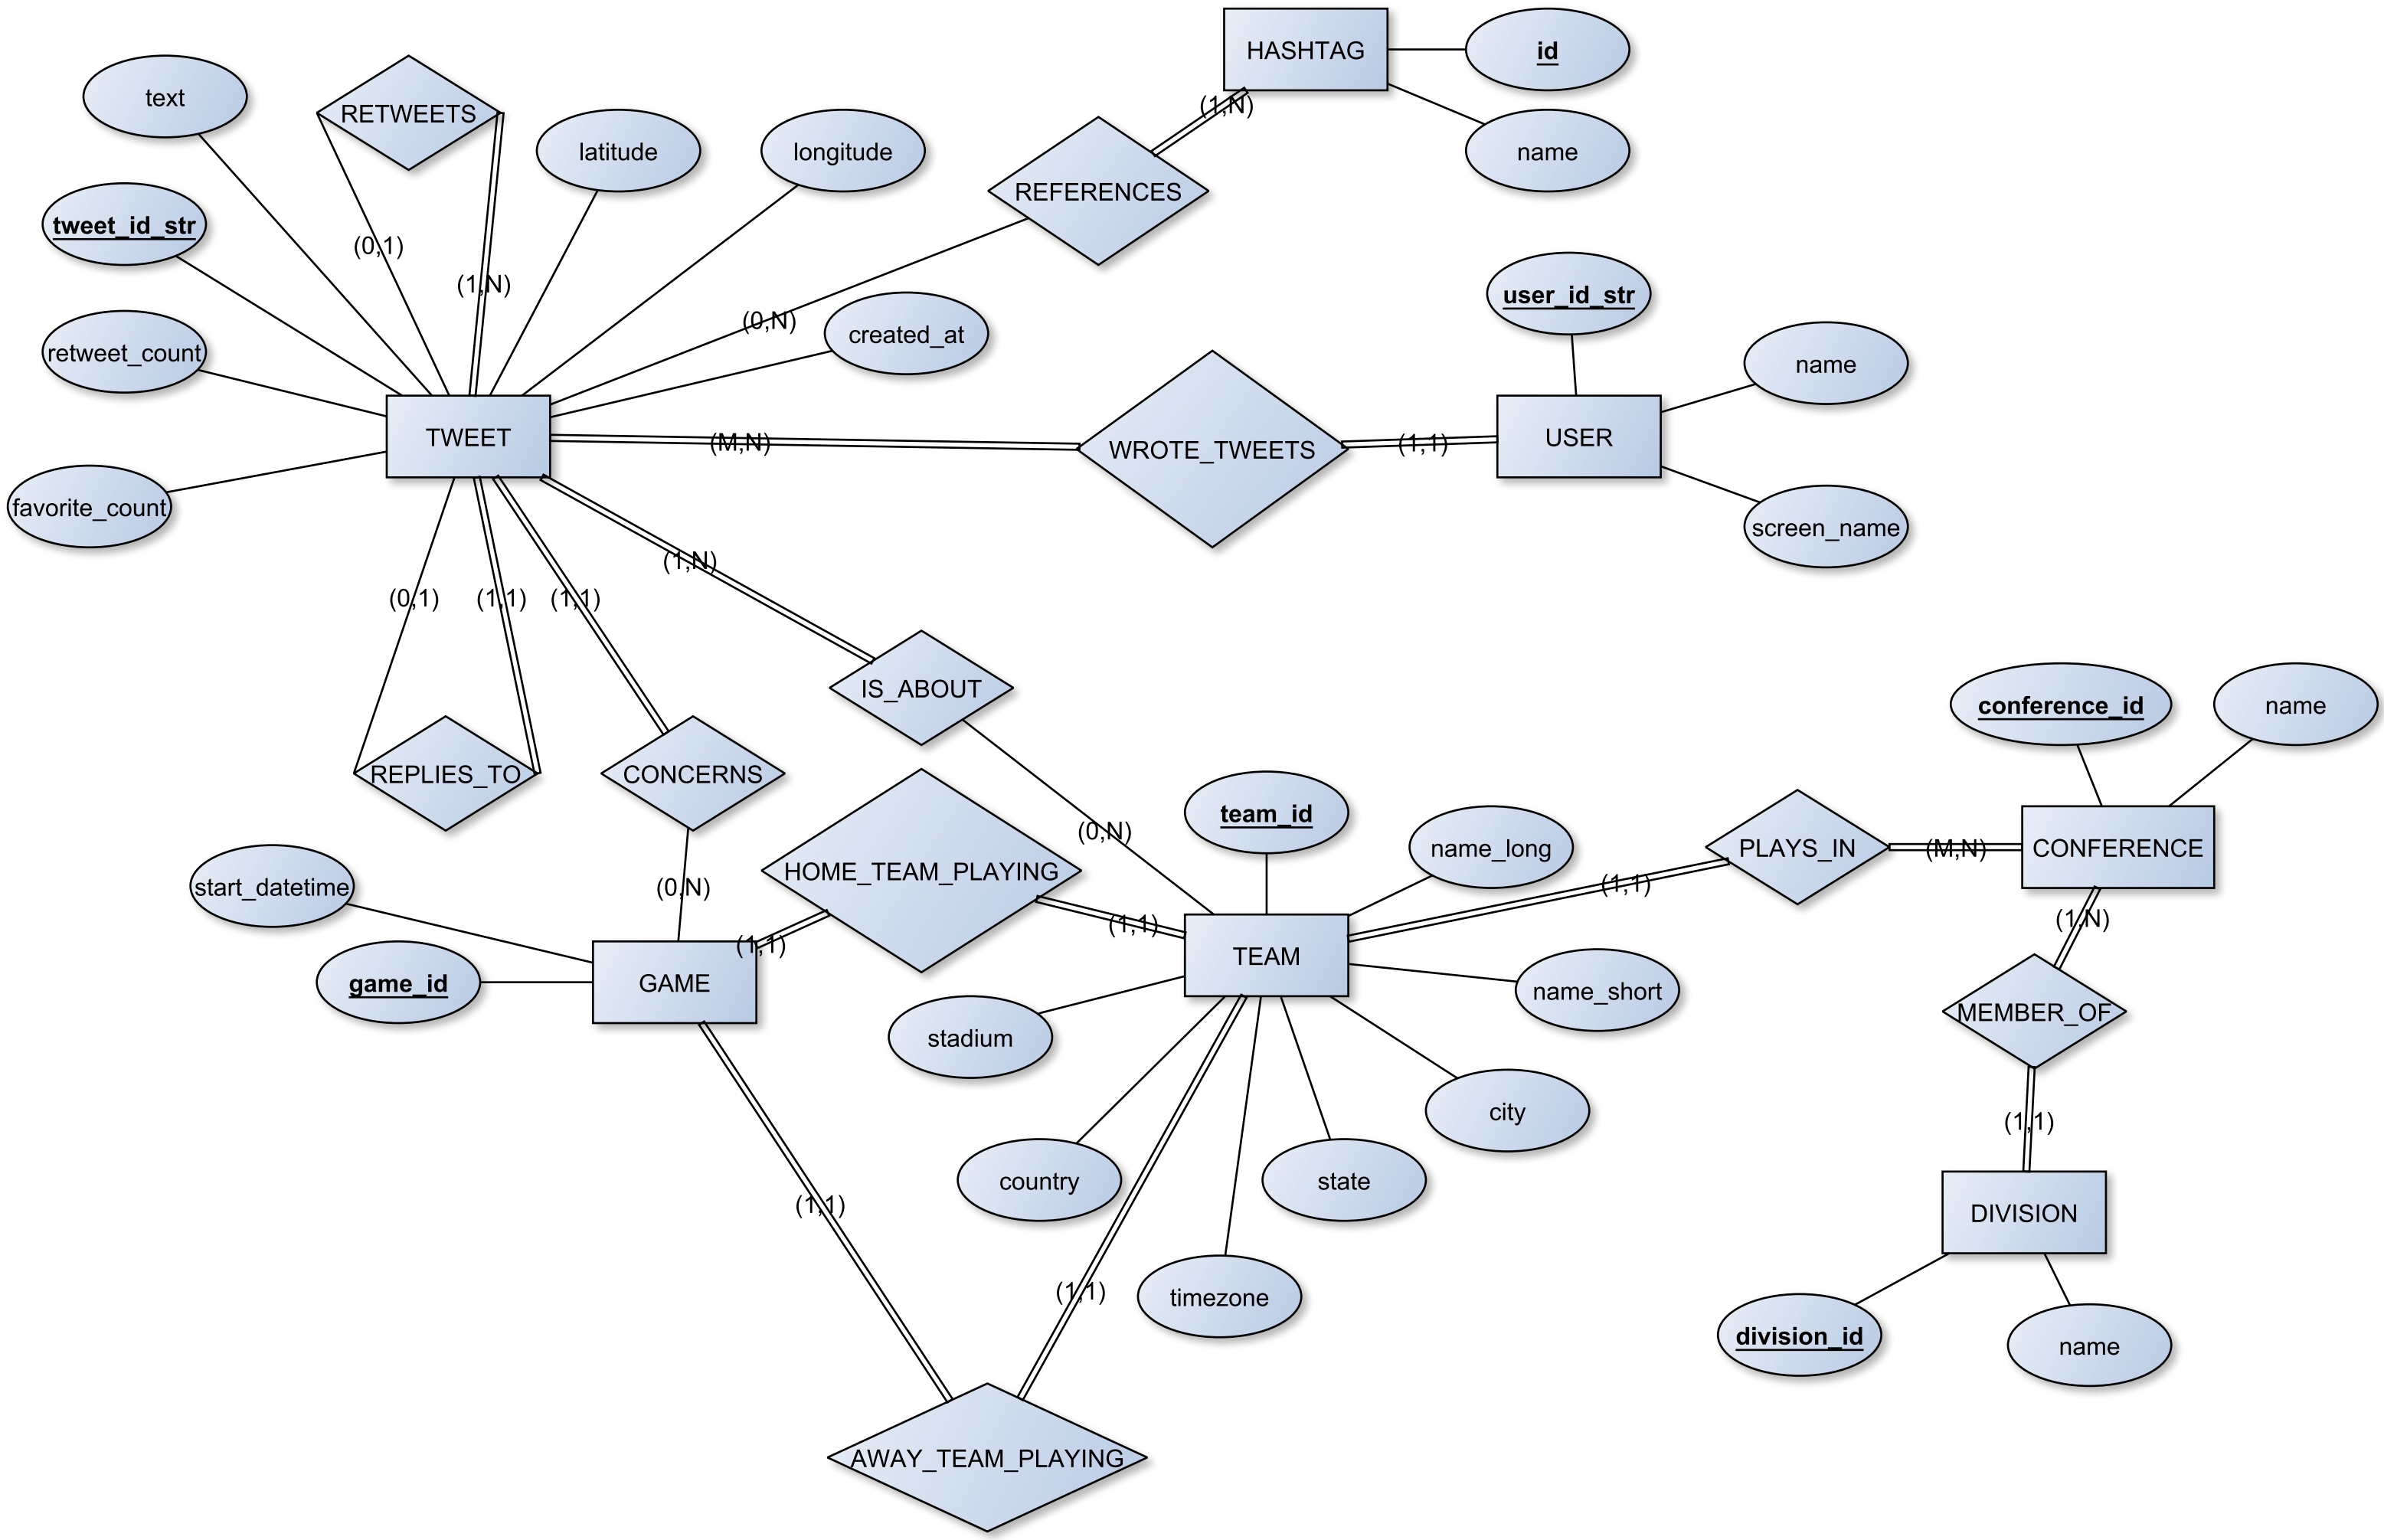 HASHTAG
id
text
RETWEETS
(1,N)
latitude
longitude
name
REFERENCES
tweet_id_str
(0,1)
(1,N)
user_id_str
(0,N)
created_at
retweet_count
name
TWEET
(M,N)
WROTE_TWEETS
(1,1)
USER
favorite_count
screen_name
(1,N)
(0,1)
(1,1)
(1,1)
IS_ABOUT
conference_id
name
REPLIES_TO
CONCERNS
team_id
(0,N)
name_long
PLAYS_IN
(M,N)
CONFERENCE
HOME_TEAM_PLAYING
start_datetime
(0,N)
(1,1)
(1,1)
(1,N)
(1,1)
TEAM
game_id
GAME
name_short
MEMBER_OF
stadium
city
(1,1)
country
state
(1,1)
DIVISION
(1,1)
timezone
division_id
name
AWAY_TEAM_PLAYING